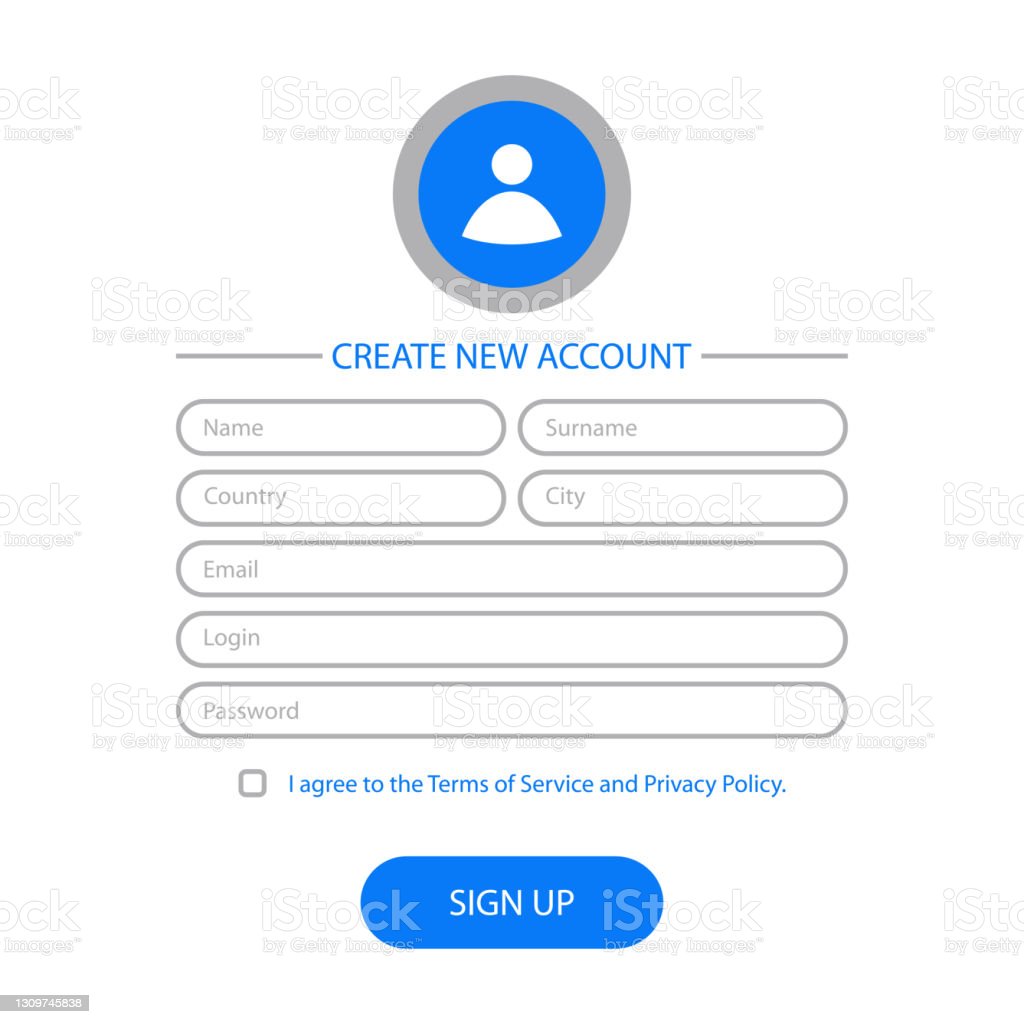 iStock
by Getty Images™
CREATE NEW ACCOUNT
Name
Surname
Country
City
Email
Login
Password
I agree to the Terms of Service and Privacy Policy.
SIGN UP
1309745838